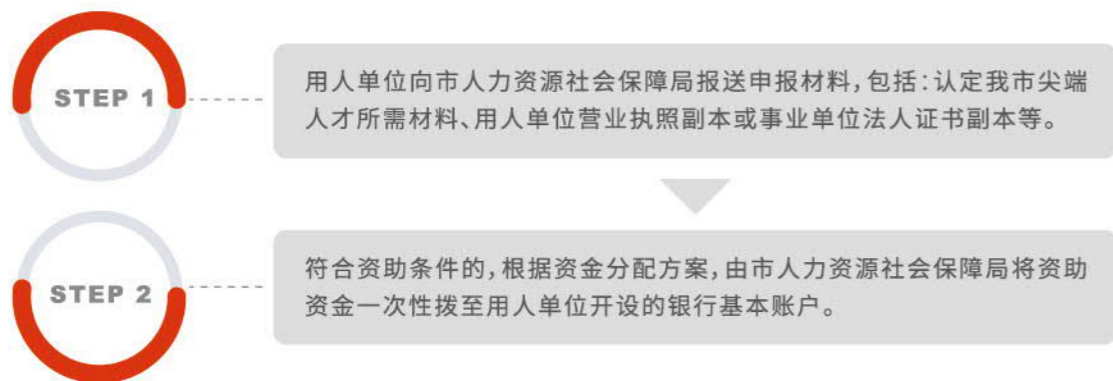 STEP 1
用人单位向市人力资源社会保障局报送申报材料,包括:认定我市尖端
人才所需材料、用人单位营业执照副本或事业单位法人证书副本等。
STEP 2
符合资助条件的,根据资金分配方案,由市人力资源社会保障局将资助
资金一次性拨至用人单位开设的银行基本账户。